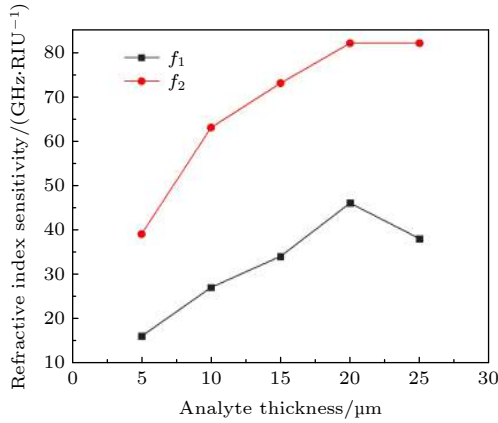 Refractive index sensitivity/(GHz·RIU⁻¹)
80
70
60
50
40
30
20
10
f₁
f₂
0 5 10 15 20 25 30
Analyte thickness/µm